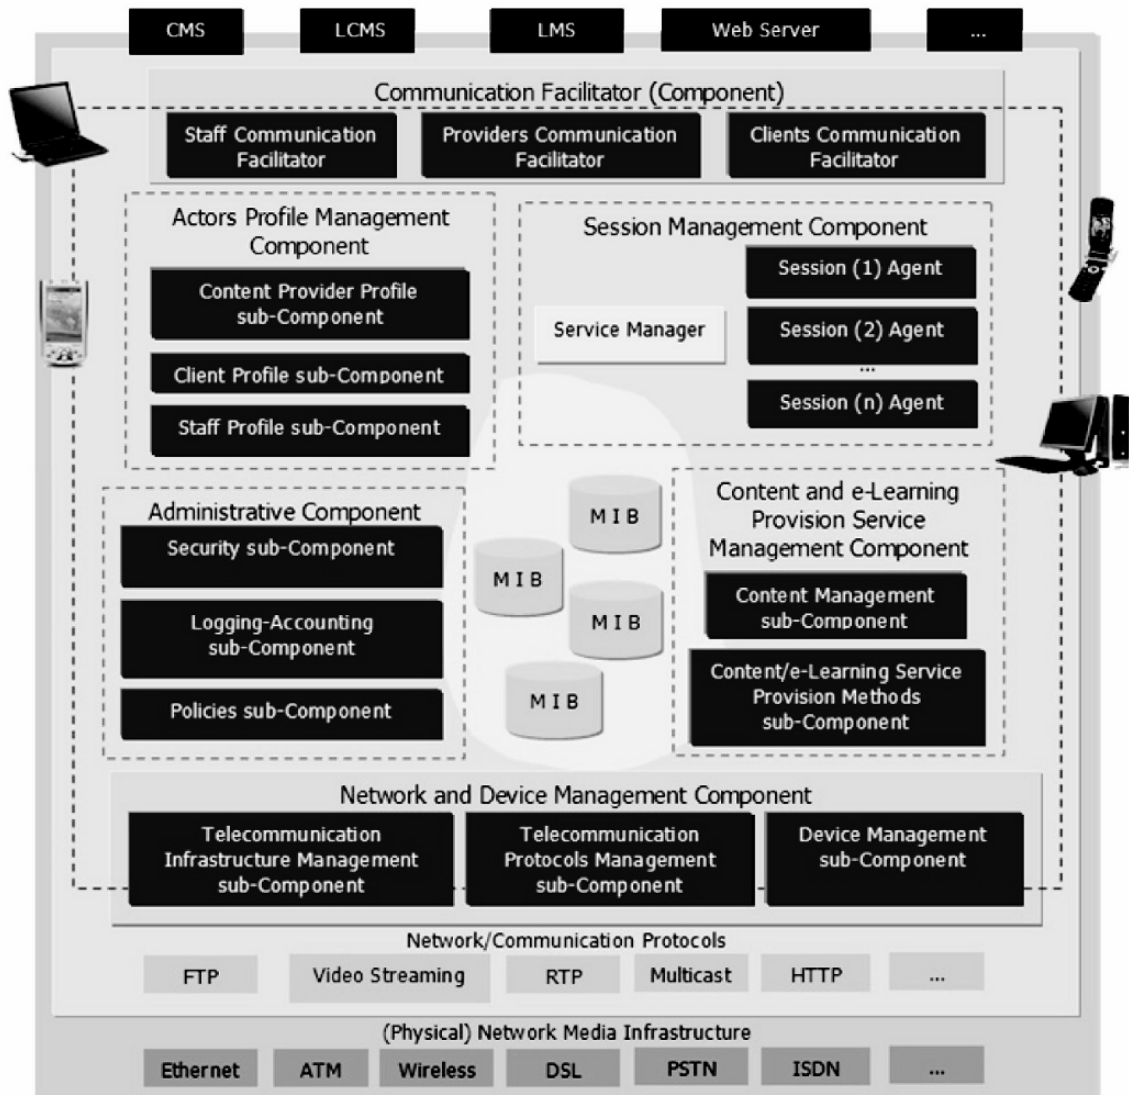 CMS
LCMS
LMS
Web Server
...
Communication Facilitator (Component)
Staff Communication
Facilitator
Providers Communication
Facilitator
Clients Communication
Facilitator
Actors Profile Management
Component
Content Provider Profile
sub-Component
Client Profile sub-Component
Staff Profile sub-Component
Session Management Component
Service Manager
Session (1) Agent
Session (2) Agent
...
Session (n) Agent
Administrative Component
Security sub-Component
Logging-Accounting
sub-Component
Policies sub-Component
M I B
M I B
M I B
M I B
Content and e-Learning
Provision Service
Management Component
Content Management
sub-Component
Content/e-Learning Service
Provision Methods
sub-Component
Network and Device Management Component
Telecommunication
Infrastructure Management
sub-Component
Telecommunication
Protocols Management
sub-Component
Device Management
sub-Component
Network/Communication Protocols
FTP
Video Streaming
RTP
Multicast
HTTP
...
(Physical) Network Media Infrastructure
Ethernet
ATM
Wireless
DSL
PSTN
ISDN
...